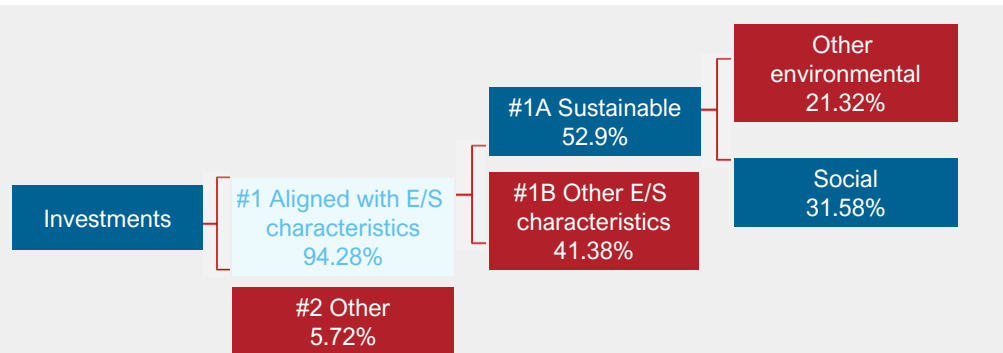 Investments
#1 Aligned with E/S
characteristics
94.28%
#2 Other
5.72%
#1A Sustainable
52.9%
#1B Other E/S
characteristics
41.38%
Other
environmental
21.32%
Social
31.58%